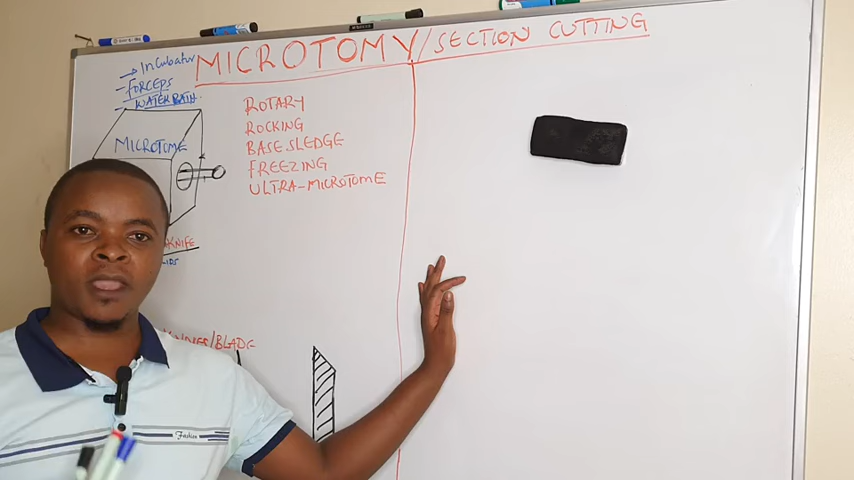 MICROTOMY/SECTION CUTTING
→ Incubator
- FORCEPS
- WATER BATH
MICROTOME
KNIFE
ROTARY
ROCKING
BASE SLEDGE
FREEZING
ULTRA-MICROTOME
/BLADE
Fashion